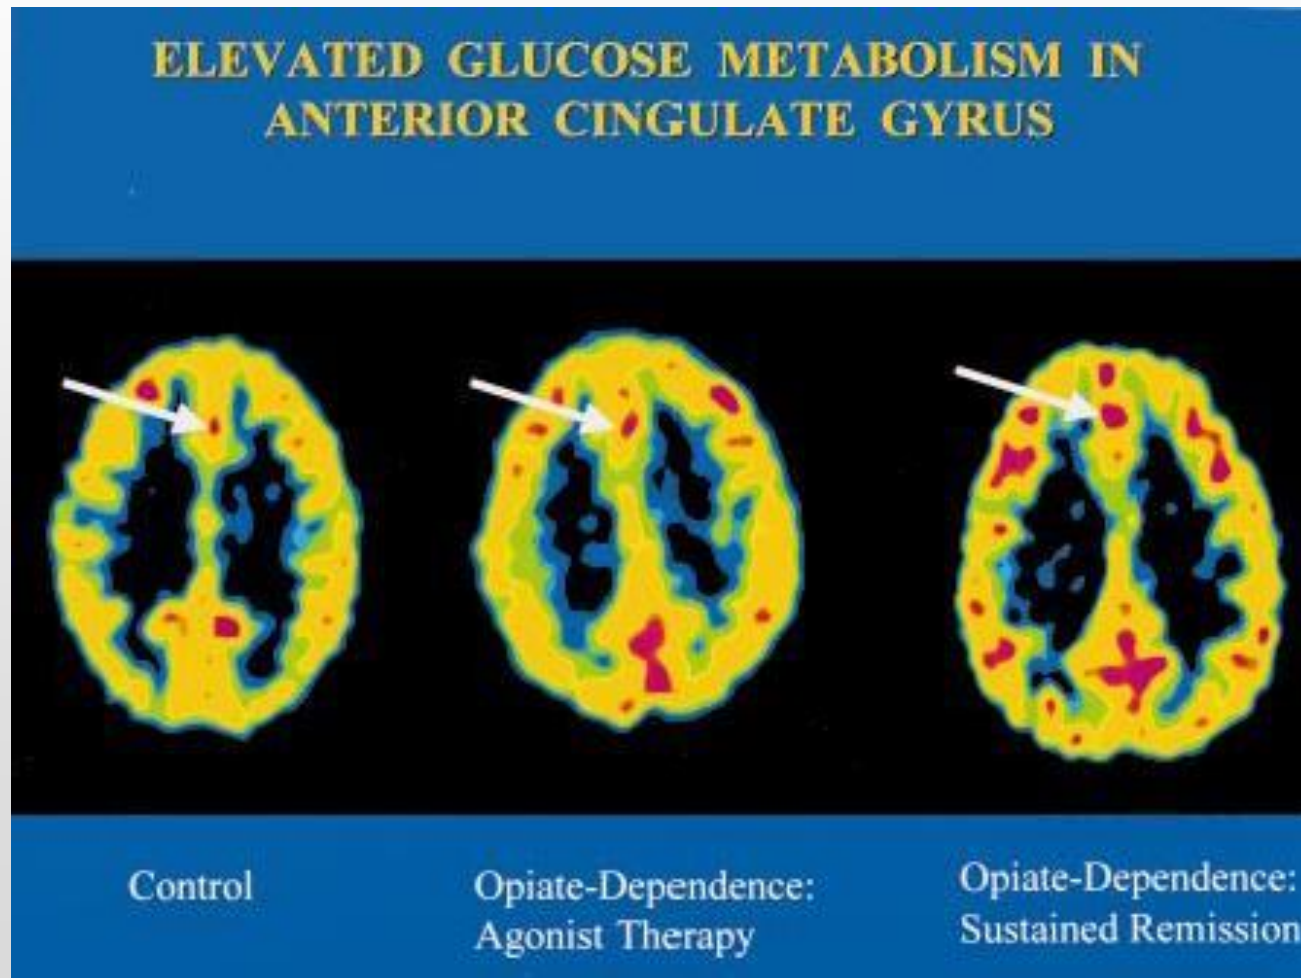 ELEVATED GLUCOSE METABOLISM IN
ANTERIOR CINGULATE GYRUS
Control
Opiate-Dependence:
Agonist Therapy
Opiate-Dependence:
Sustained Remission